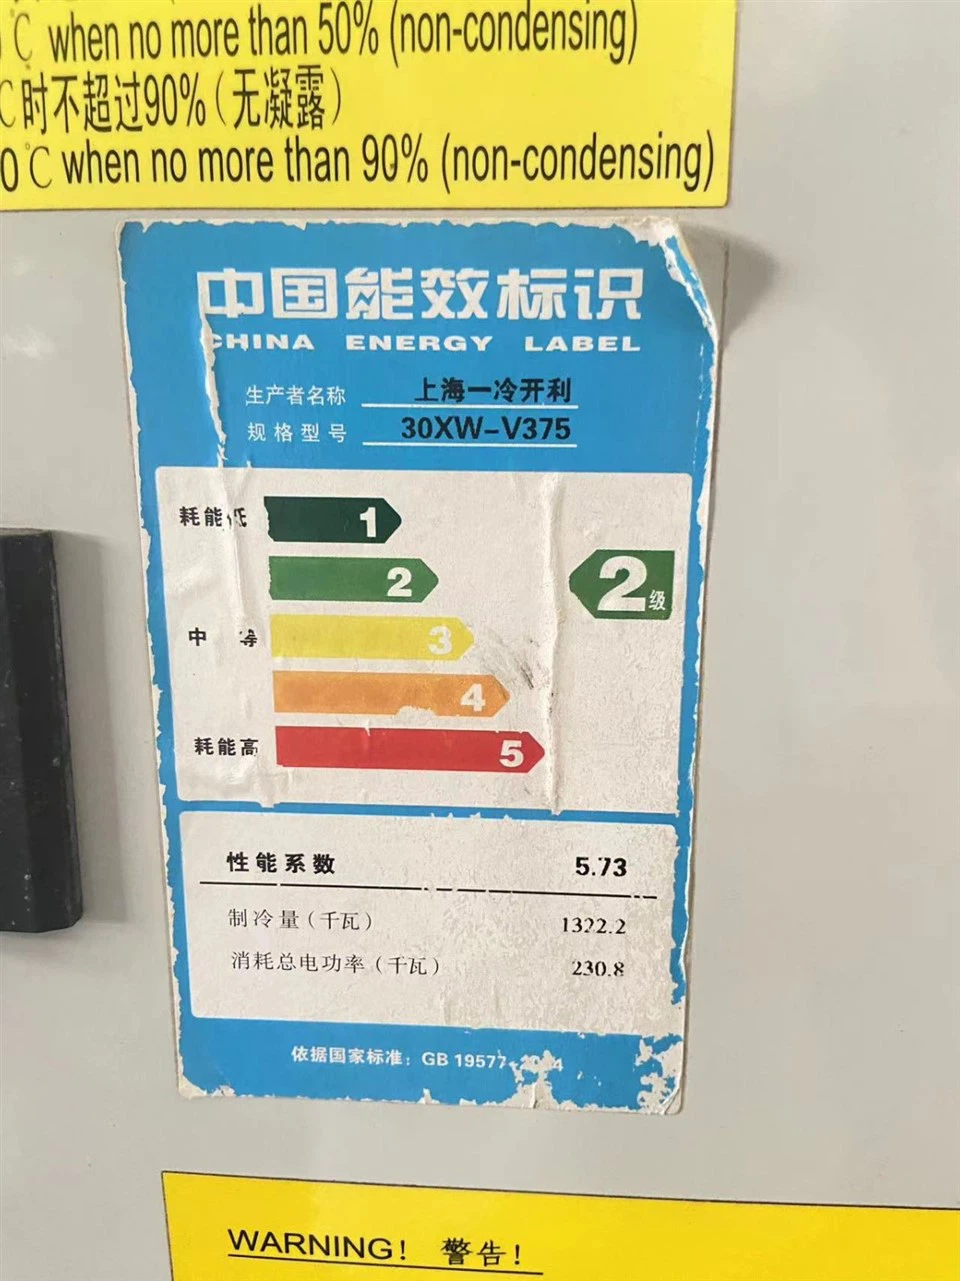 ℃ when no more than 50% (non-condensing)
℃时不超过90%（无凝露）
0℃ when no more than 90% (non-condensing)
中国能效标识
CHINA ENERGY LABEL
生产者名称 上海一冷开利
规格型号 30XW-V375
耗能低 1
2 2级
中等 3
4
耗能高 5
性能系数 5.73
制冷量（千瓦） 1322.2
消耗总电功率（千瓦） 230.8
依据国家标准：GB 19577-2004
WARNING! 警告!